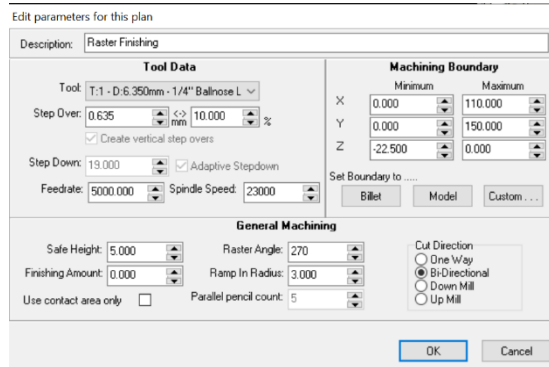 Edit parameters for this plan
Description: Raster Finishing
Tool Data
Tool: T:1 - D:6.350mm - 1/4" Ballnose L
Step Over: 0.635 <-> mm 10.000 %
Create vertical step overs
Step Down: 19.000 Adaptive Stepdown
Feedrate: 5000.000 Spindle Speed: 23000
Machining Boundary
Minimum Maximum
X 0.000 110.000
Y 0.000 150.000
Z -22.500 0.000
Set Boundary to .....
Billet Model Custom . . .
General Machining
Safe Height: 5.000 Raster Angle: 270
Finishing Amount: 0.000 Ramp In Radius: 3.000
Use contact area only Parallel pencil count: 5
Cut Direction
One Way
Bi-Directional
Down Mill
Up Mill
OK Cancel